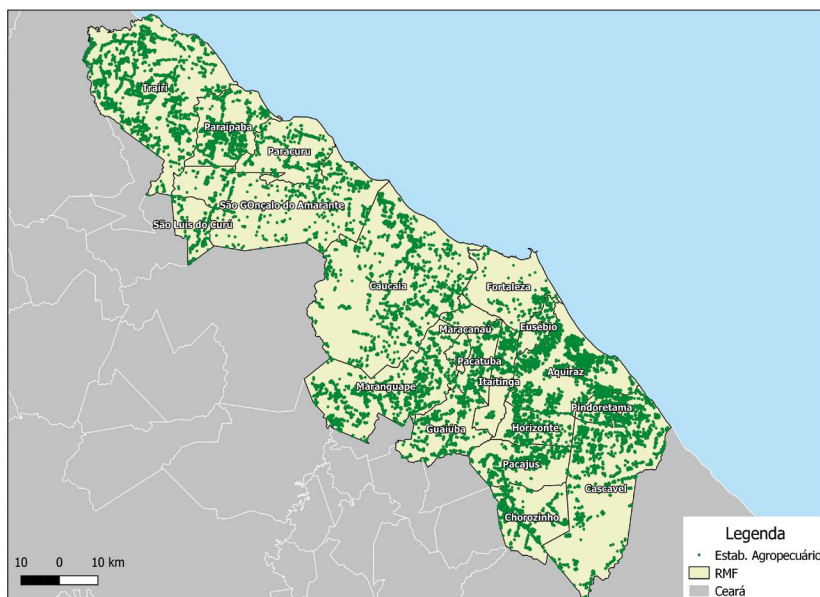 Trairi
Paraipaba
Paracuru
São GOnçalo do Amarante
São Luís do Curú
Caucaia
Fortaleza
Eusébio
Maracanaú
Pacatuba
Aquiraz
Itaitinga
Maranguape
Pindoretama
Guaiúba
Horizonte
Pacajus
Cascavel
Chorozinho
Legenda
Estab. Agropecuário
RMF
Ceará
10 0 10 km